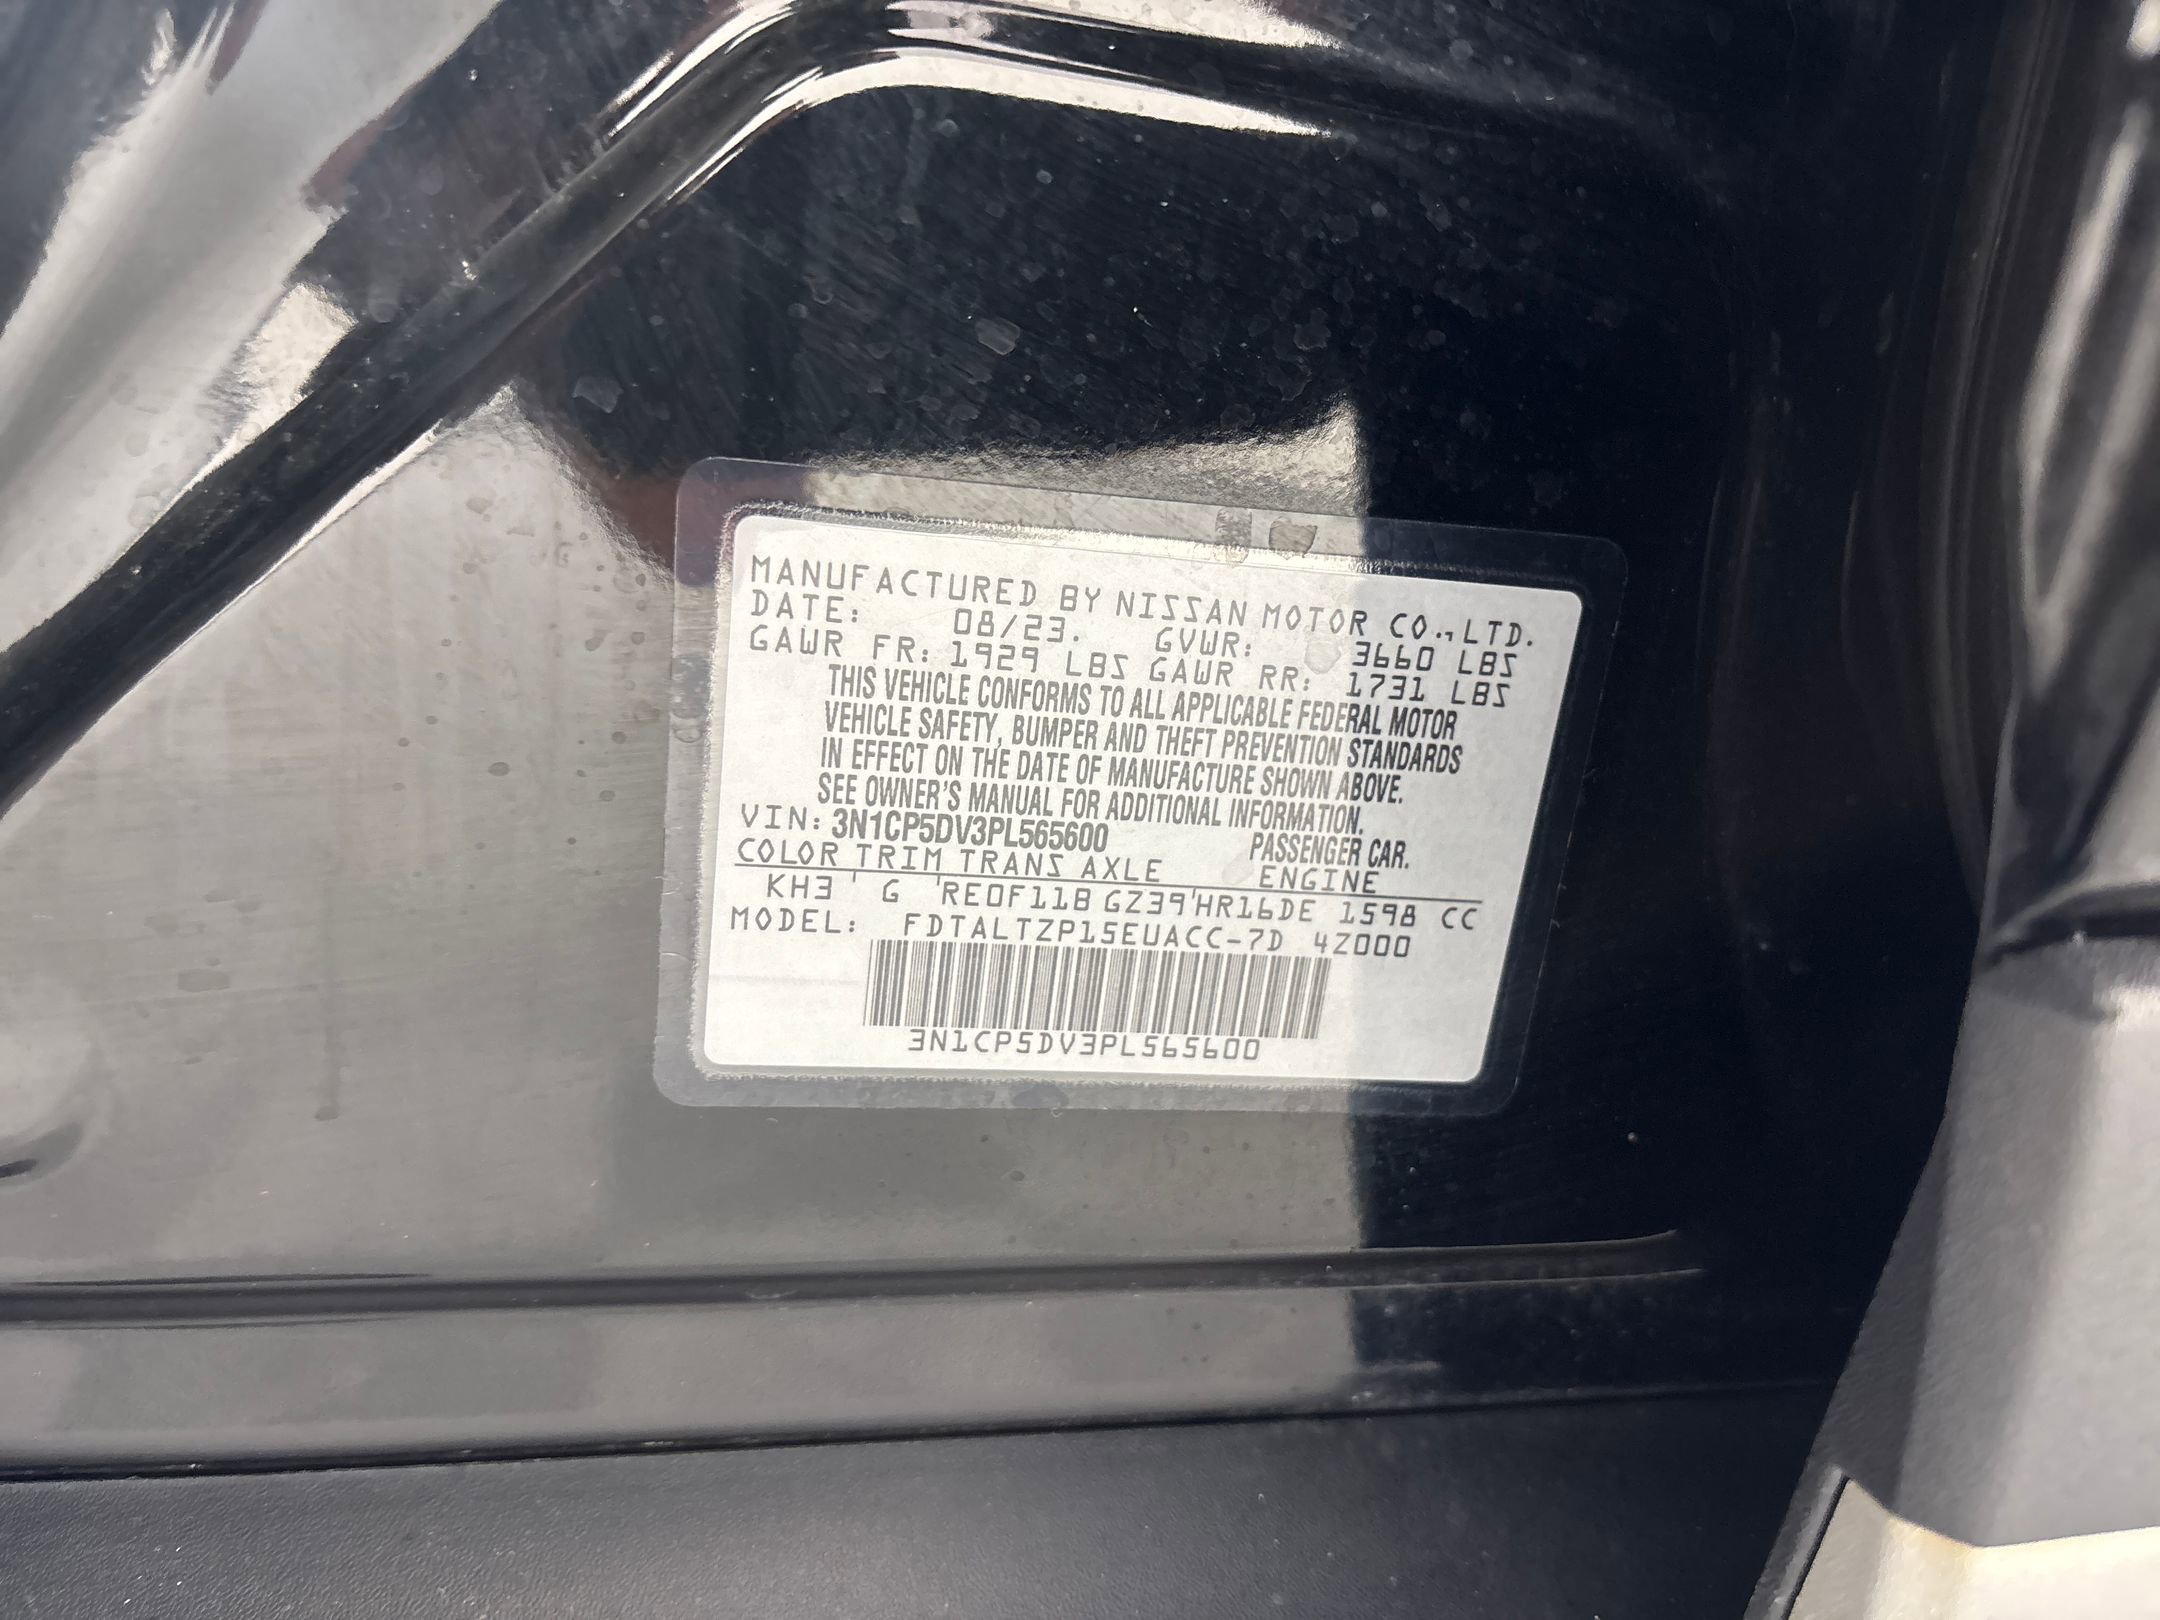 MANUFACTURED BY NISSAN MOTOR CO.,LTD.
DATE: 08/23. GVWR: 3660 LBS
GAWR FR: 1929 LBS GAWR RR: 1731 LBS
THIS VEHICLE CONFORMS TO ALL APPLICABLE FEDERAL MOTOR
VEHICLE SAFETY, BUMPER AND THEFT PREVENTION STANDARDS
IN EFFECT ON THE DATE OF MANUFACTURE SHOWN ABOVE.
SEE OWNER'S MANUAL FOR ADDITIONAL INFORMATION.
VIN: 3N1CP5DV3PL565600 PASSENGER CAR.
COLOR TRIM TRANS AXLE ENGINE
KH3 G RE0F11B GZ39 HR16DE 1598 CC
MODEL: FDTALTZP15EUACC-7D 4Z000
3N1CP5DV3PL565600